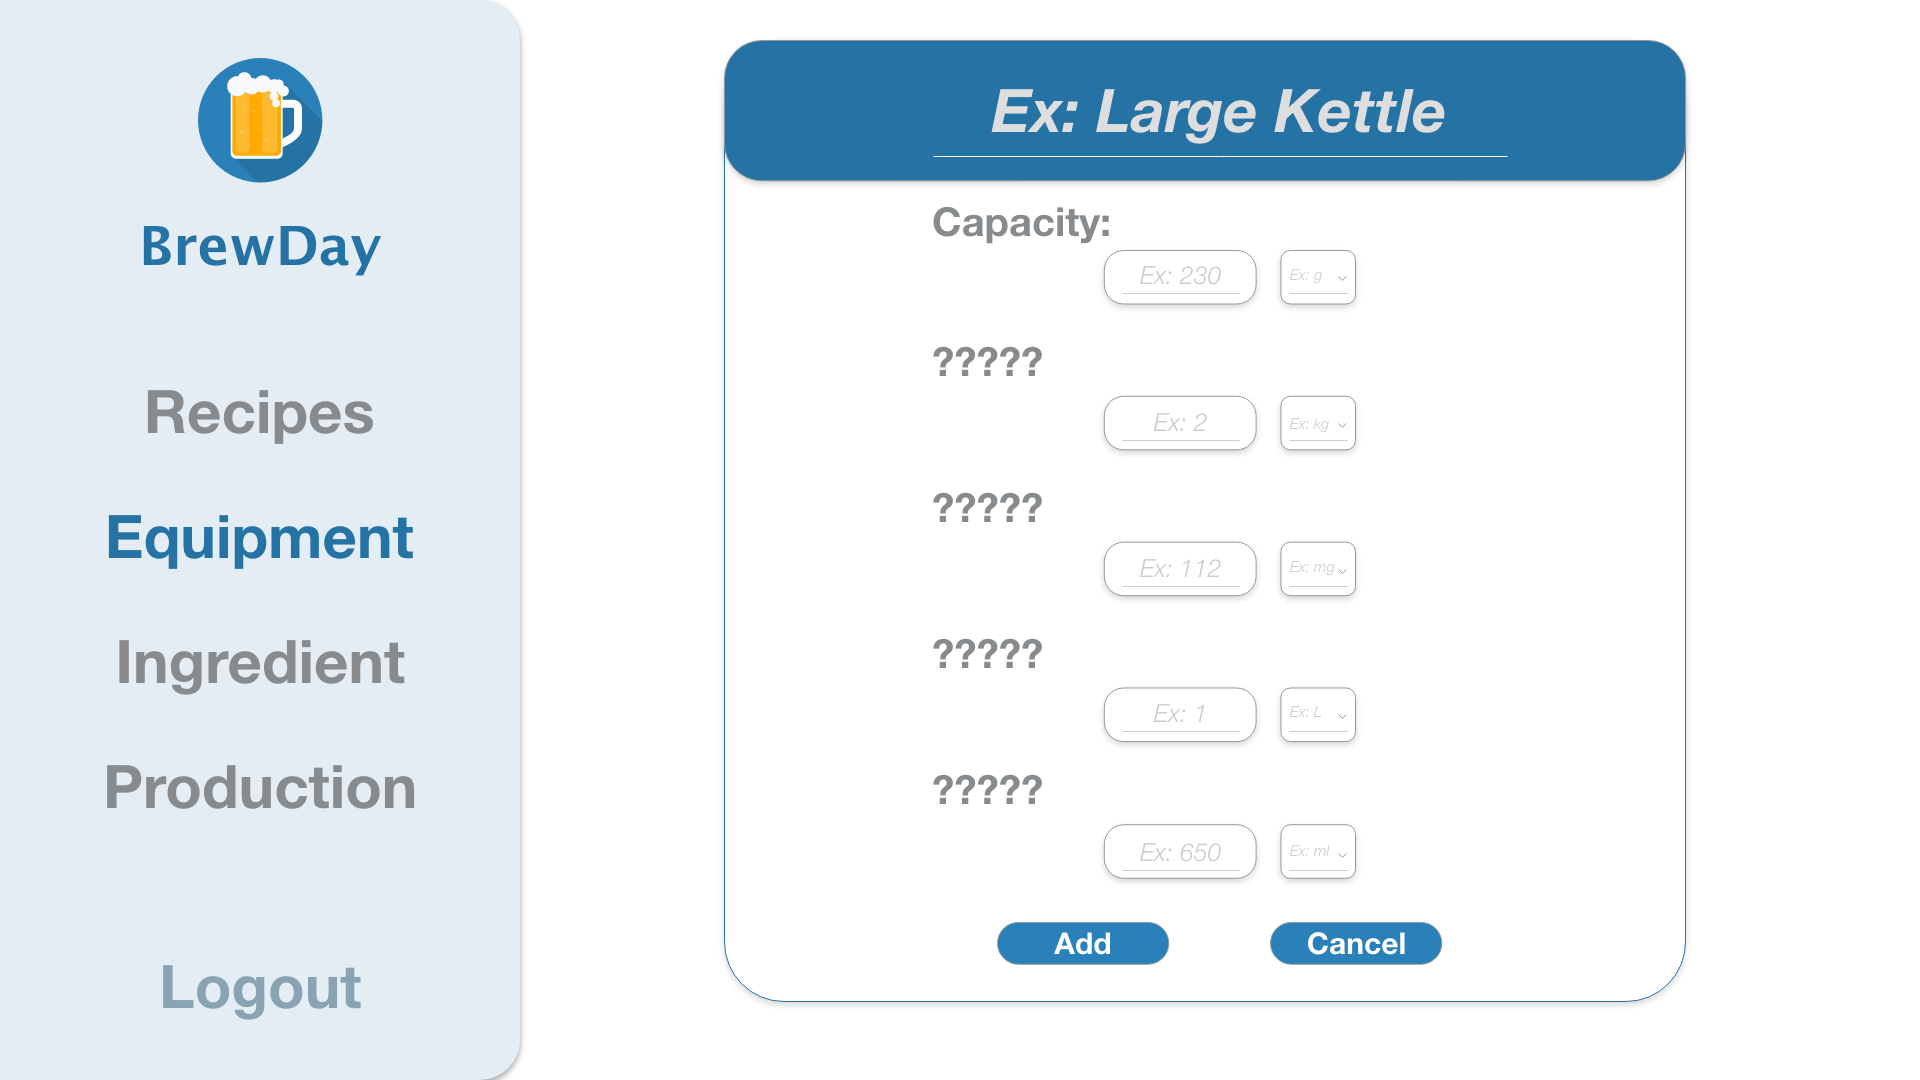 BrewDay
Recipes
Equipment
Ingredient
Production
Logout
Ex: Large Kettle
Capacity:
Ex: 230 Ex: g
?????
Ex: 2 Ex: kg
?????
Ex: 112 Ex: mg
?????
Ex: 1 Ex: L
?????
Ex: 650 Ex: ml
Add Cancel